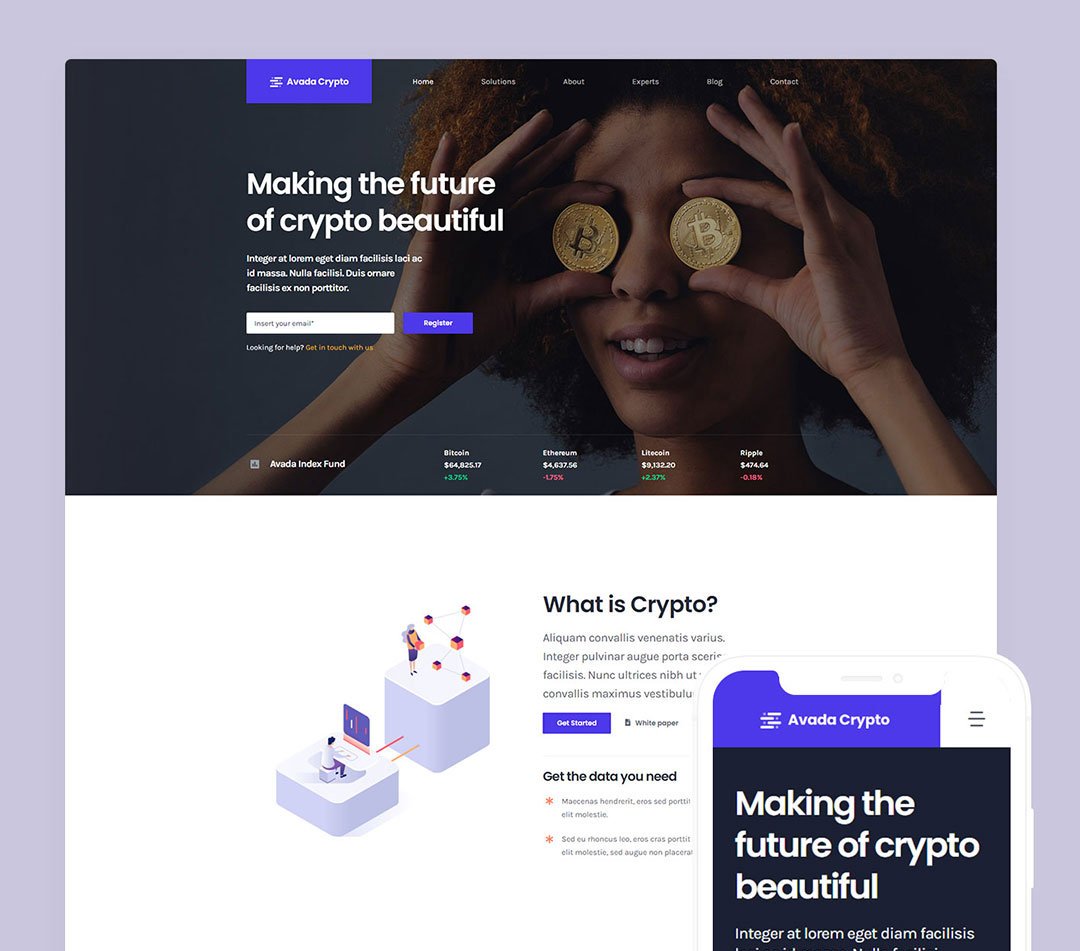 Avada Crypto
Home
Solutions
About
Experts
Blog
Contact
Making the future
of crypto beautiful
Integer at lorem eget diam facilisis laci ac
id massa. Nulla facilisi. Duis ornare
facilisis ex non porttitor.
Insert your email*
Register
Looking for help? Get in touch with us
Avada Index Fund
Bitcoin
$64,825.17
+3.75%
Ethereum
$4,637.56
-1.75%
Litecoin
$9,132.20
+2.37%
Ripple
$474.64
-0.18%
What is Crypto?
Aliquam convallis venenatis varius.
Integer pulvinar augue porta sceris
facilisis. Nunc ultrices nibh ut
convallis maximus vestibulu
Get Started
White paper
Get the data you need
Maecenas hendrerit, eros sed porttit
elit molestie.
Sed eu rhoncus leo, eros cras porttit
elit molestie, sed augue non placerat
Avada Crypto
Making the
future of crypto
beautiful
Integer at lorem eget diam facilisis